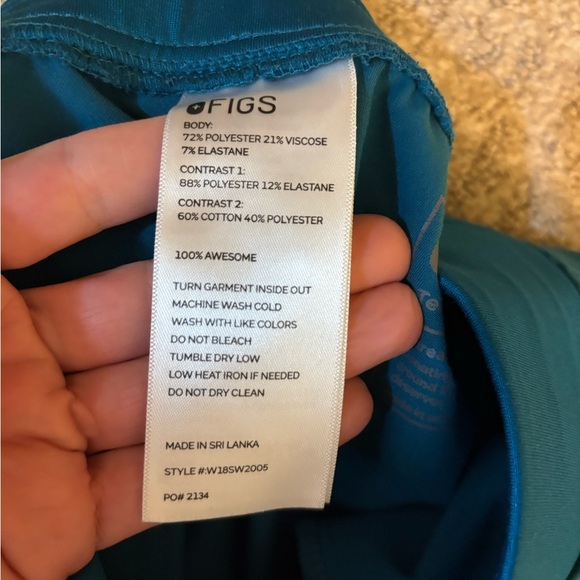 FIGS
BODY:
72% POLYESTER 21% VISCOSE
7% ELASTANE
CONTRAST 1:
88% POLYESTER 12% ELASTANE
CONTRAST 2:
60% COTTON 40% POLYESTER
100% AWESOME
TURN GARMENT INSIDE OUT
MACHINE WASH COLD
WASH WITH LIKE COLORS
DO NOT BLEACH
TUMBLE DRY LOW
LOW HEAT IRON IF NEEDED
DO NOT DRY CLEAN
MADE IN SRI LANKA
STYLE #:W18SW2005
PO# 2134